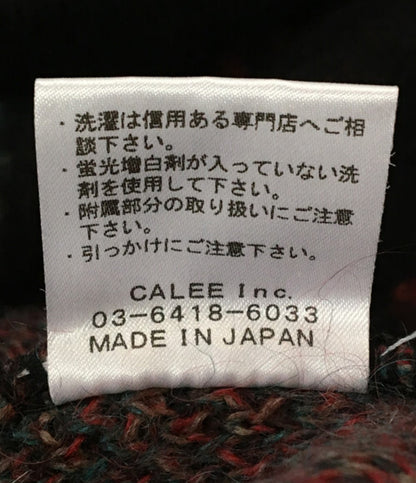 ・洗濯は信用ある専門店へご相
談下さい。
・蛍光増白剤が入っていない洗
剤を使用して下さい。
・附属部分の取り扱いにご注意
下さい。
・引っかけにご注意下さい。
CALEE Inc.
03-6418-6033
MADE IN JAPAN